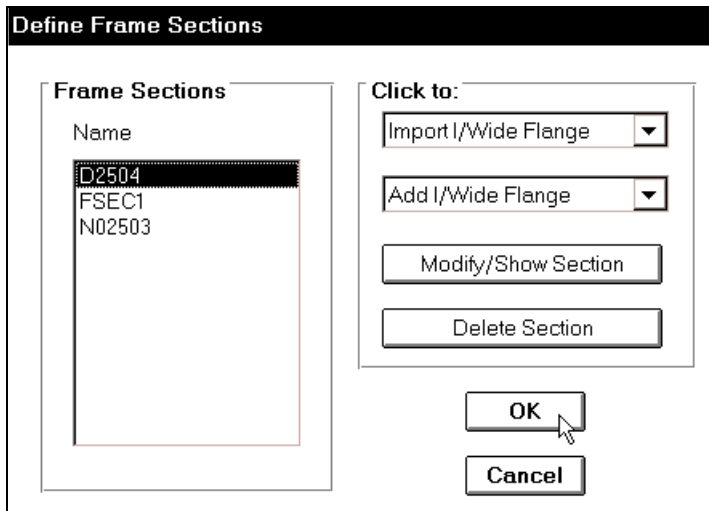 Define Frame Sections
Frame Sections
Name
D2504
FSEC1
N02503
Click to:
Import I/Wide Flange
Add I/Wide Flange
Modify/Show Section
Delete Section
OK
Cancel